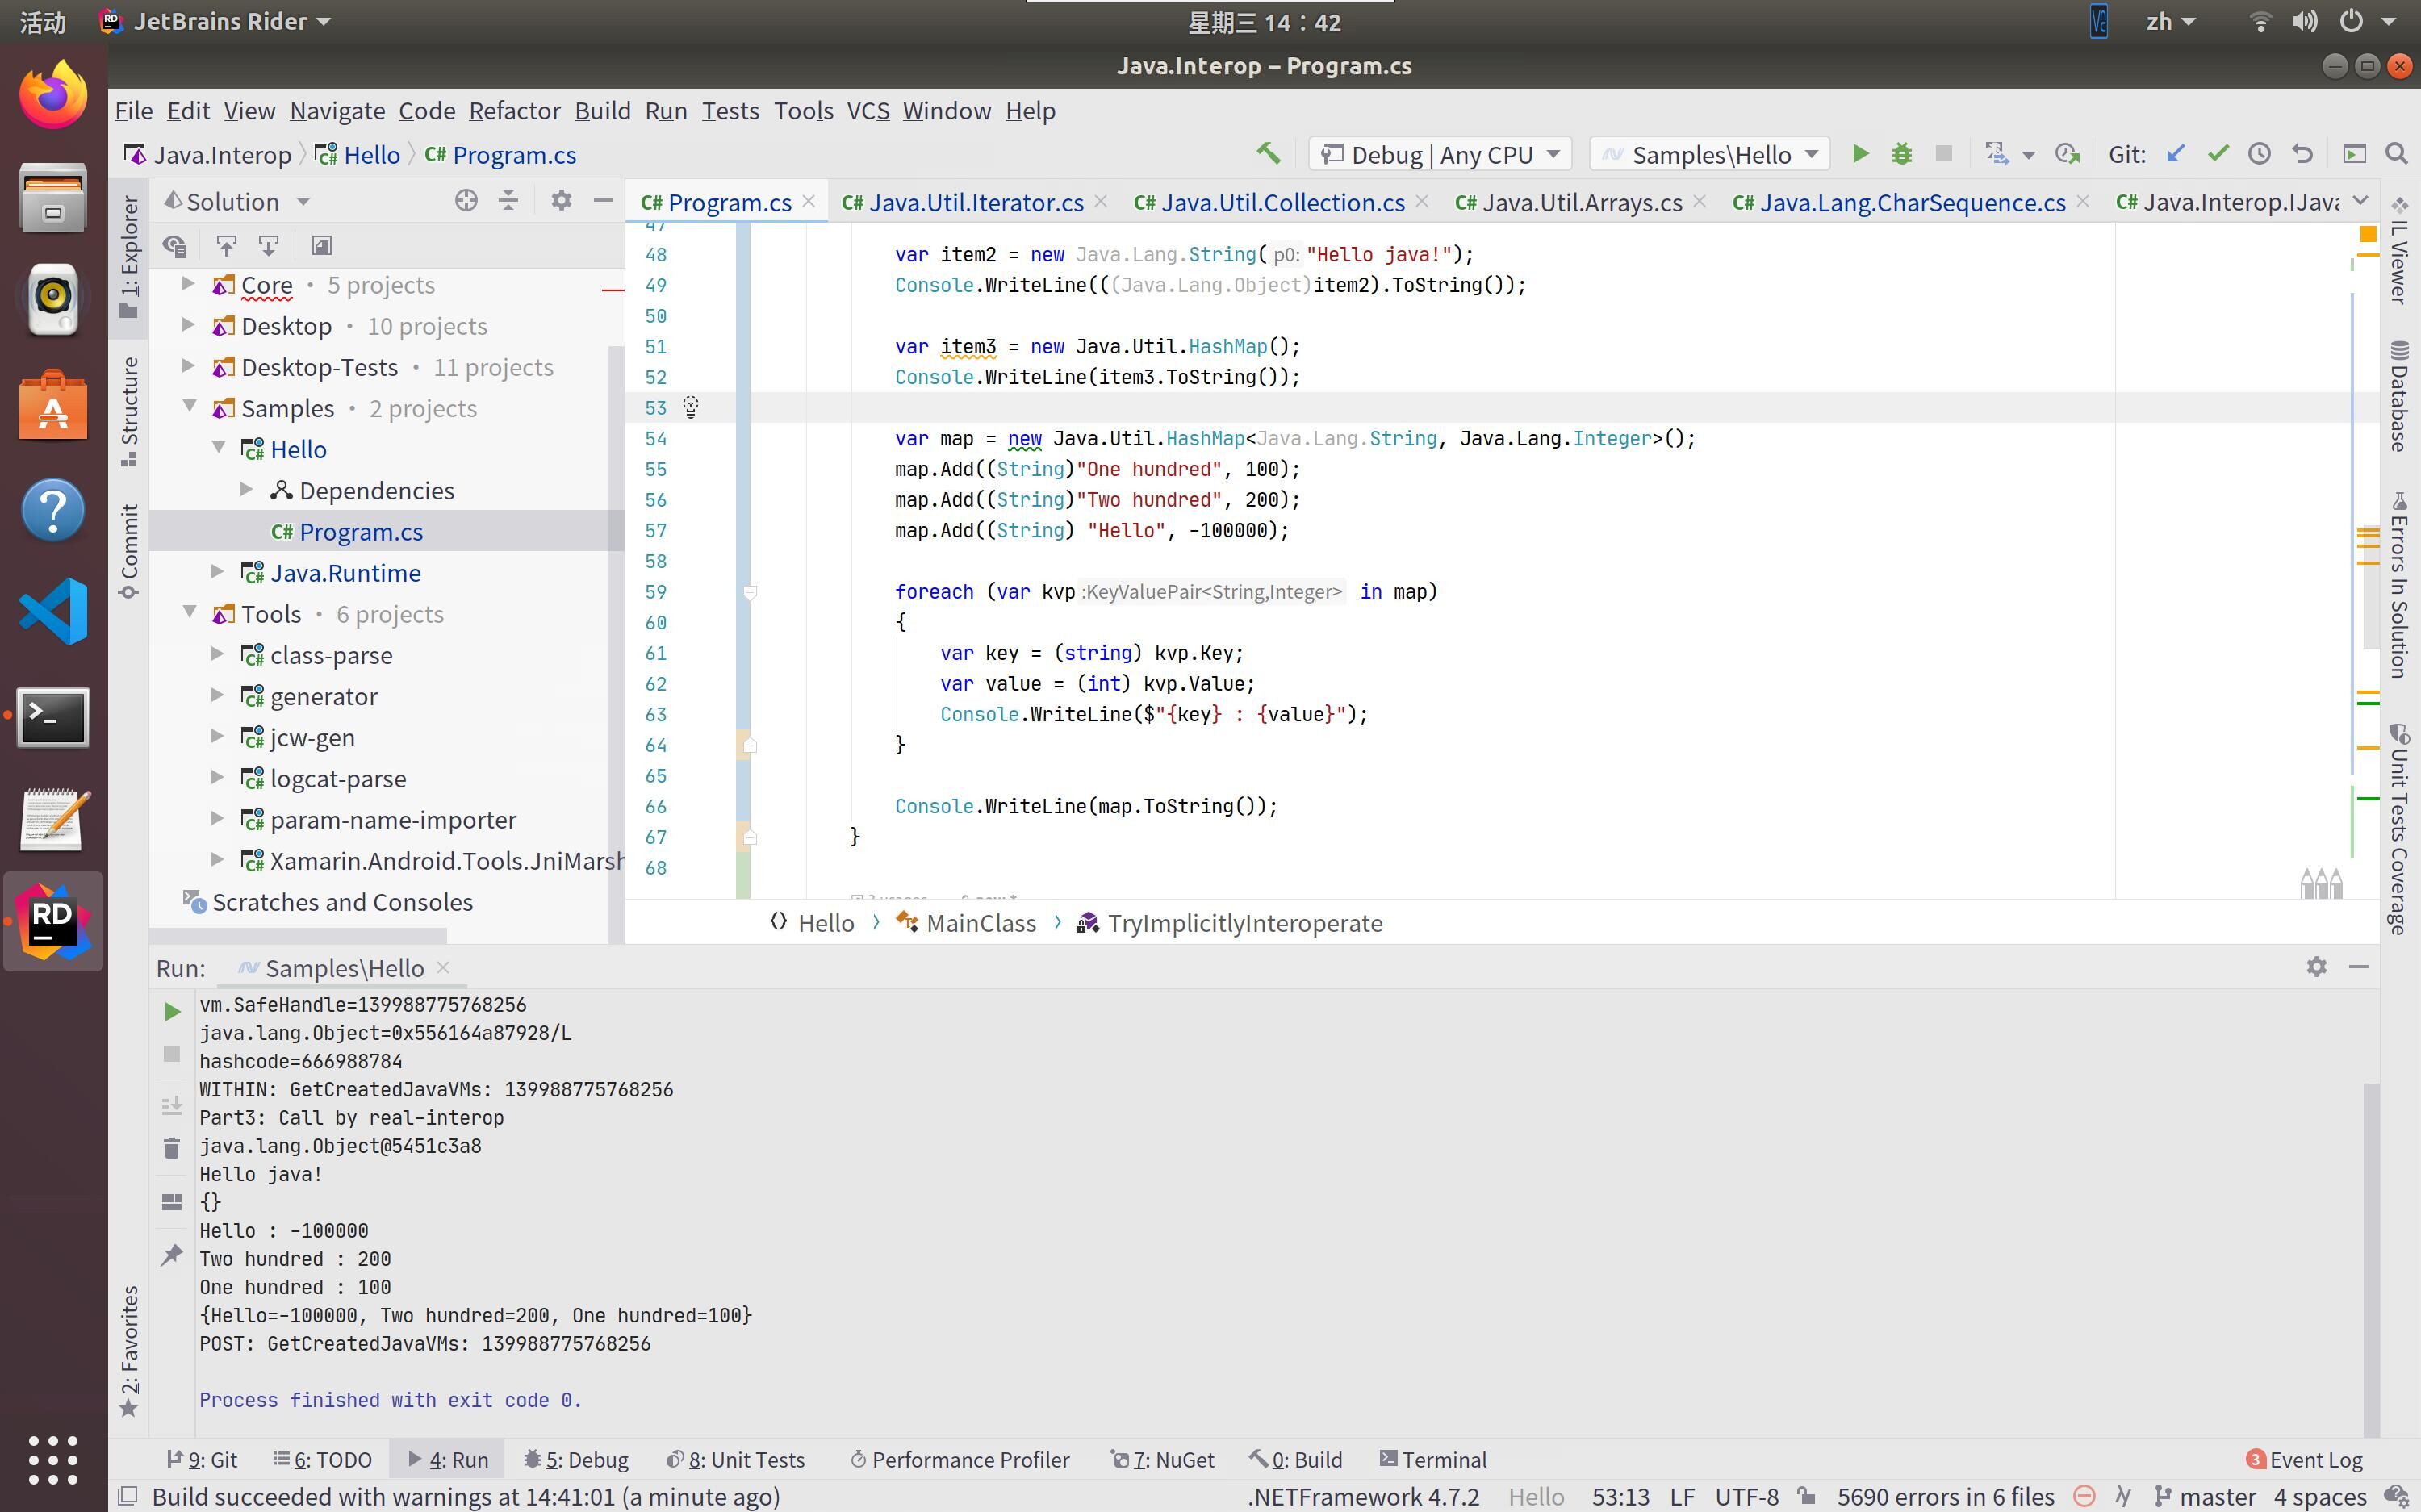 活动
JetBrains Rider
星期三 14：42
zh
Java.Interop – Program.cs
File Edit View Navigate Code Refactor Build Run Tests Tools VCS Window Help
Java.Interop Hello C# Program.cs
Debug | Any CPU
Samples\Hello
Git:
1: Explorer
Structure
Commit
2: Favorites
Solution
Core • 5 projects
Desktop • 10 projects
Desktop-Tests • 11 projects
Samples • 2 projects
C# Hello
Dependencies
C# Program.cs
C# Java.Runtime
Tools • 6 projects
C# class-parse
C# generator
C# jcw-gen
C# logcat-parse
C# param-name-importer
C# Xamarin.Android.Tools.JniMarsh
Scratches and Consoles
C# Program.cs
C# Java.Util.Iterator.cs
C# Java.Util.Collection.cs
C# Java.Util.Arrays.cs
C# Java.Lang.CharSequence.cs
C# Java.Interop.IJava
47
48 var item2 = new Java.Lang.String( p0: "Hello java!");
49 Console.WriteLine(((Java.Lang.Object)item2).ToString());
50
51 var item3 = new Java.Util.HashMap();
52 Console.WriteLine(item3.ToString());
53
54 var map = new Java.Util.HashMap<Java.Lang.String, Java.Lang.Integer>();
55 map.Add((String)"One hundred", 100);
56 map.Add((String)"Two hundred", 200);
57 map.Add((String) "Hello", -100000);
58
59 foreach (var kvp :KeyValuePair<String,Integer> in map)
60 {
61 var key = (string) kvp.Key;
62 var value = (int) kvp.Value;
63 Console.WriteLine($"{key} : {value}");
64 }
65
66 Console.WriteLine(map.ToString());
67 }
68
Hello
MainClass
TryImplicitlyInteroperate
IL Viewer
Database
Errors In Solution
Unit Tests Coverage
Run: Samples\Hello
vm.SafeHandle=139988775768256
java.lang.Object=0x556164a87928/L
hashcode=666988784
WITHIN: GetCreatedJavaVMs: 139988775768256
Part3: Call by real-interop
java.lang.Object@5451c3a8
Hello java!
{}
Hello : -100000
Two hundred : 200
One hundred : 100
{Hello=-100000, Two hundred=200, One hundred=100}
POST: GetCreatedJavaVMs: 139988775768256
Process finished with exit code 0.
9: Git
6: TODO
4: Run
5: Debug
8: Unit Tests
Performance Profiler
7: NuGet
0: Build
Terminal
3 Event Log
Build succeeded with warnings at 14:41:01 (a minute ago)
.NETFramework 4.7.2
Hello
53:13
LF
UTF-8
5690 errors in 6 files
master
4 spaces